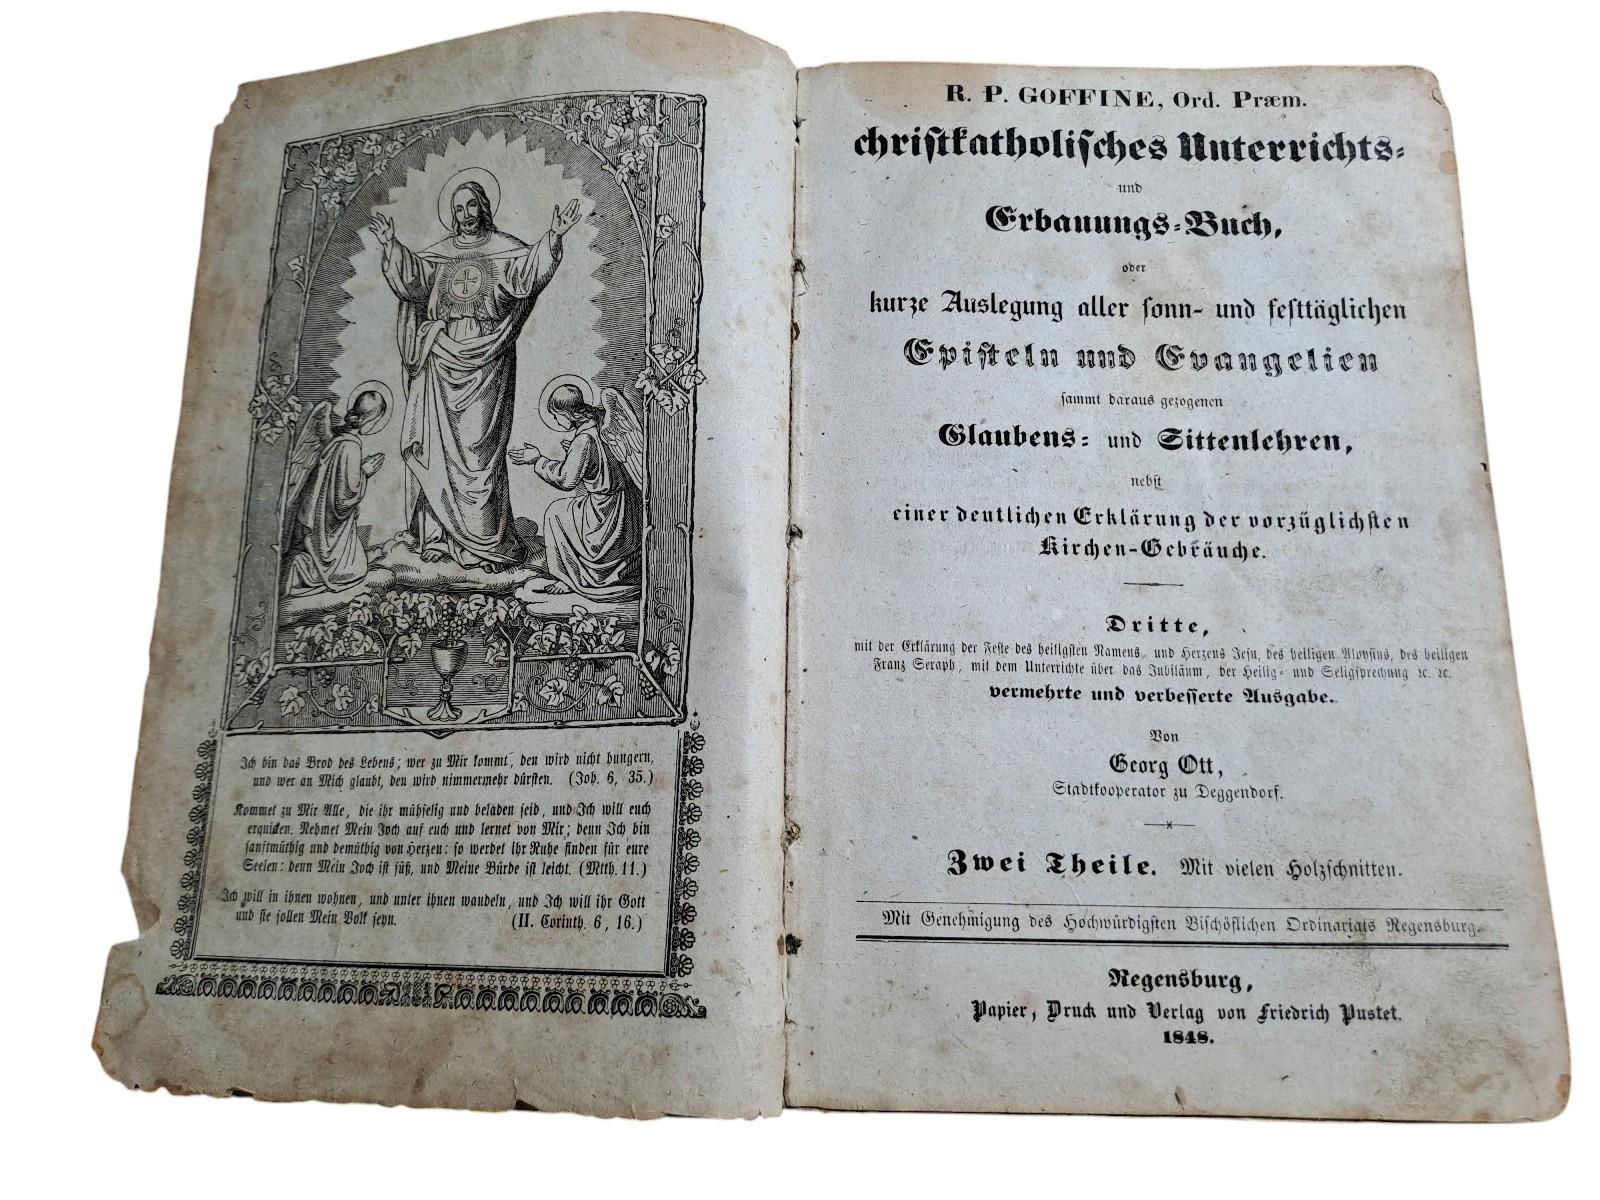 Ich bin das Brod des Lebens; wer zu Mir kommt, den wird nicht hungern,
und wer an Mich glaubt, den wird nimmermehr dürsten. (Joh. 6, 35.)
Kommet zu Mir Alle, die ihr mühselig und beladen seid, und Ich will euch
erquicken. Nehmet Mein Joch auf euch und lernet von Mir; denn Ich bin
sanftmüthig und demüthig von Herzen: so werdet ihr Ruhe finden für eure
Seelen: denn Mein Joch ist süß, und Meine Bürde ist leicht. (Mtth. 11.)
Ich will in ihnen wohnen, und unter ihnen wandeln, und Ich will ihr Gott
und sie sollen Mein Volk seyn. (II. Corinth. 6, 16.)
R. P. GOFFINE, Ord. Præm.
christkatholisches Unterrichts-
und
Erbauungs-Buch,
oder
kurze Auslegung aller sonn- und festtäglichen
Episteln und Evangelien
sammt daraus gezogenen
Glaubens- und Sittenlehren,
nebst
einer deutlichen Erklärung der vorzüglichsten
Kirchen-Gebräuche.
Dritte,
mit der Erklärung der Feste des heiligsten Namens und Herzens Jesu, des heiligen Aloysius, des heiligen
Franz Seraph, mit dem Unterrichte über das Jubiläum, der Heilig- und Seligsprechung ꝛc. ꝛc.
vermehrte und verbesserte Ausgabe.
Von
Georg Ott,
Stadtkooperator zu Deggendorf.
Zwei Theile. Mit vielen Holzschnitten.
Mit Genehmigung des Hochwürdigsten Bischöflichen Ordinariats Regensburg.
Regensburg,
Papier, Druck und Verlag von Friedrich Pustet.
1848.